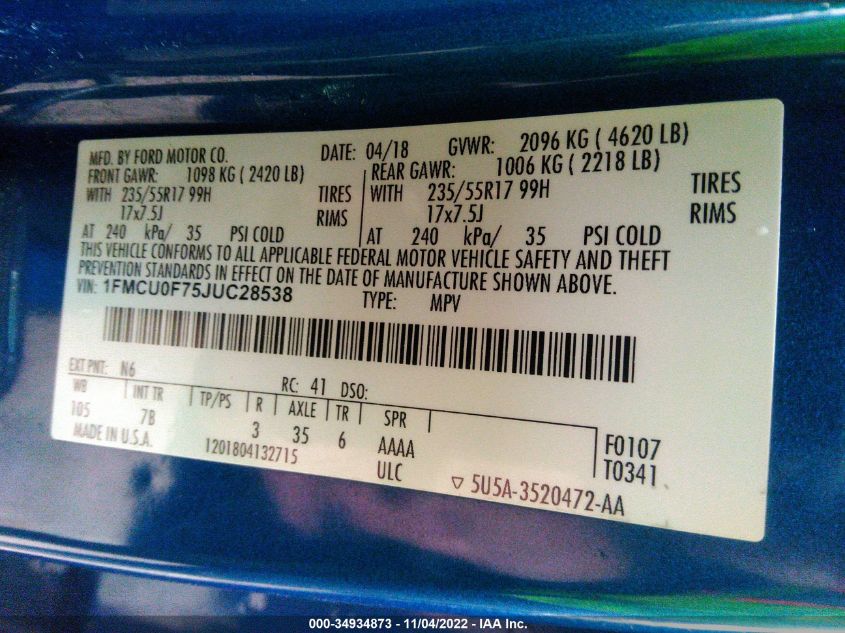 MFD. BY FORD MOTOR CO. DATE: 04/18 GVWR: 2096 KG ( 4620 LB)
FRONT GAWR: 1098 KG ( 2420 LB) REAR GAWR: 1006 KG ( 2218 LB)
WITH 235/55R17 99H TIRES WITH 235/55R17 99H TIRES
17x7.5J RIMS 17x7.5J RIMS
AT 240 kPa/ 35 PSI COLD AT 240 kPa/ 35 PSI COLD
THIS VEHICLE CONFORMS TO ALL APPLICABLE FEDERAL MOTOR VEHICLE SAFETY AND THEFT
PREVENTION STANDARDS IN EFFECT ON THE DATE OF MANUFACTURE SHOWN ABOVE.
VIN: 1FMCU0F75JUC28538 TYPE: MPV
EXT PNT: N6 RC: 41 DSO:
WB INT TR TP/PS R AXLE TR SPR
105 7B 3 35 6 AAAA F0107
MADE IN U.S.A. 1201804132715 ULC T0341
▽ 5U5A-3520472-AA
000-34934873 - 11/04/2022 - IAA Inc.